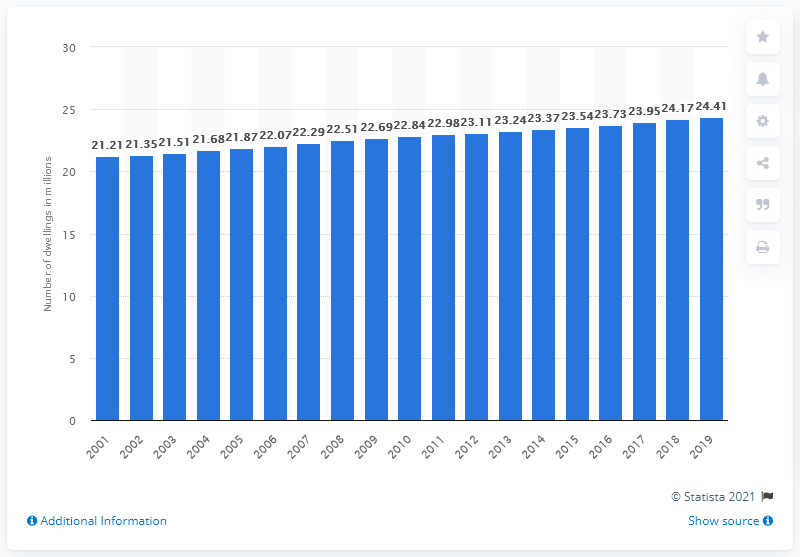 30
25
20
15
10
5
0
Number of dwellings in millions
21.21 21.35 21.51 21.68 21.87 22.07 22.29 22.51 22.69 22.84 22.98 23.11 23.24 23.37 23.54 23.73 23.95 24.17 24.41
2001 2002 2003 2004 2005 2006 2007 2008 2009 2010 2011 2012 2013 2014 2015 2016 2017 2018 2019
© Statista 2021
Additional Information
Show source